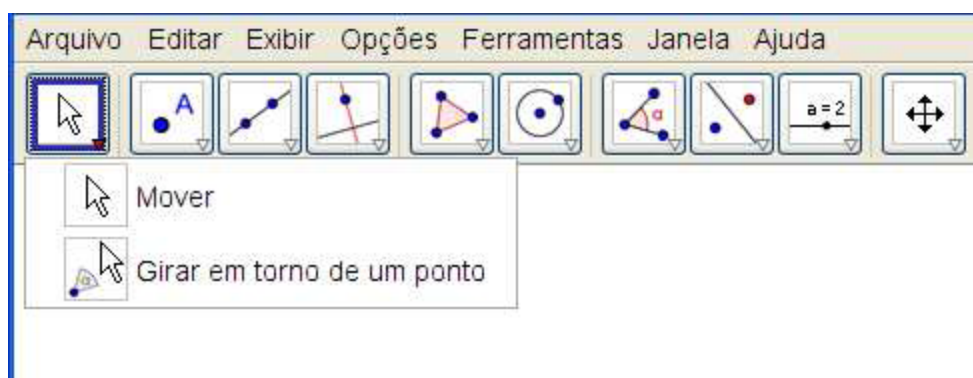 Arquivo Editar Exibir Opções Ferramentas Janela Ajuda
A α a = 2
Mover
α Girar em torno de um ponto